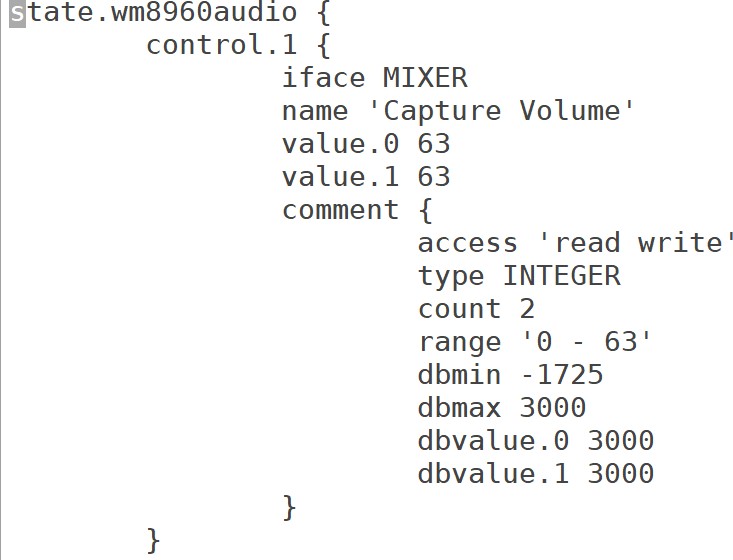 state.wm8960audio {
        control.1 {
                iface MIXER
                name 'Capture Volume'
                value.0 63
                value.1 63
                comment {
                        access 'read write'
                        type INTEGER
                        count 2
                        range '0 - 63'
                        dbmin -1725
                        dbmax 3000
                        dbvalue.0 3000
                        dbvalue.1 3000
                }
        }